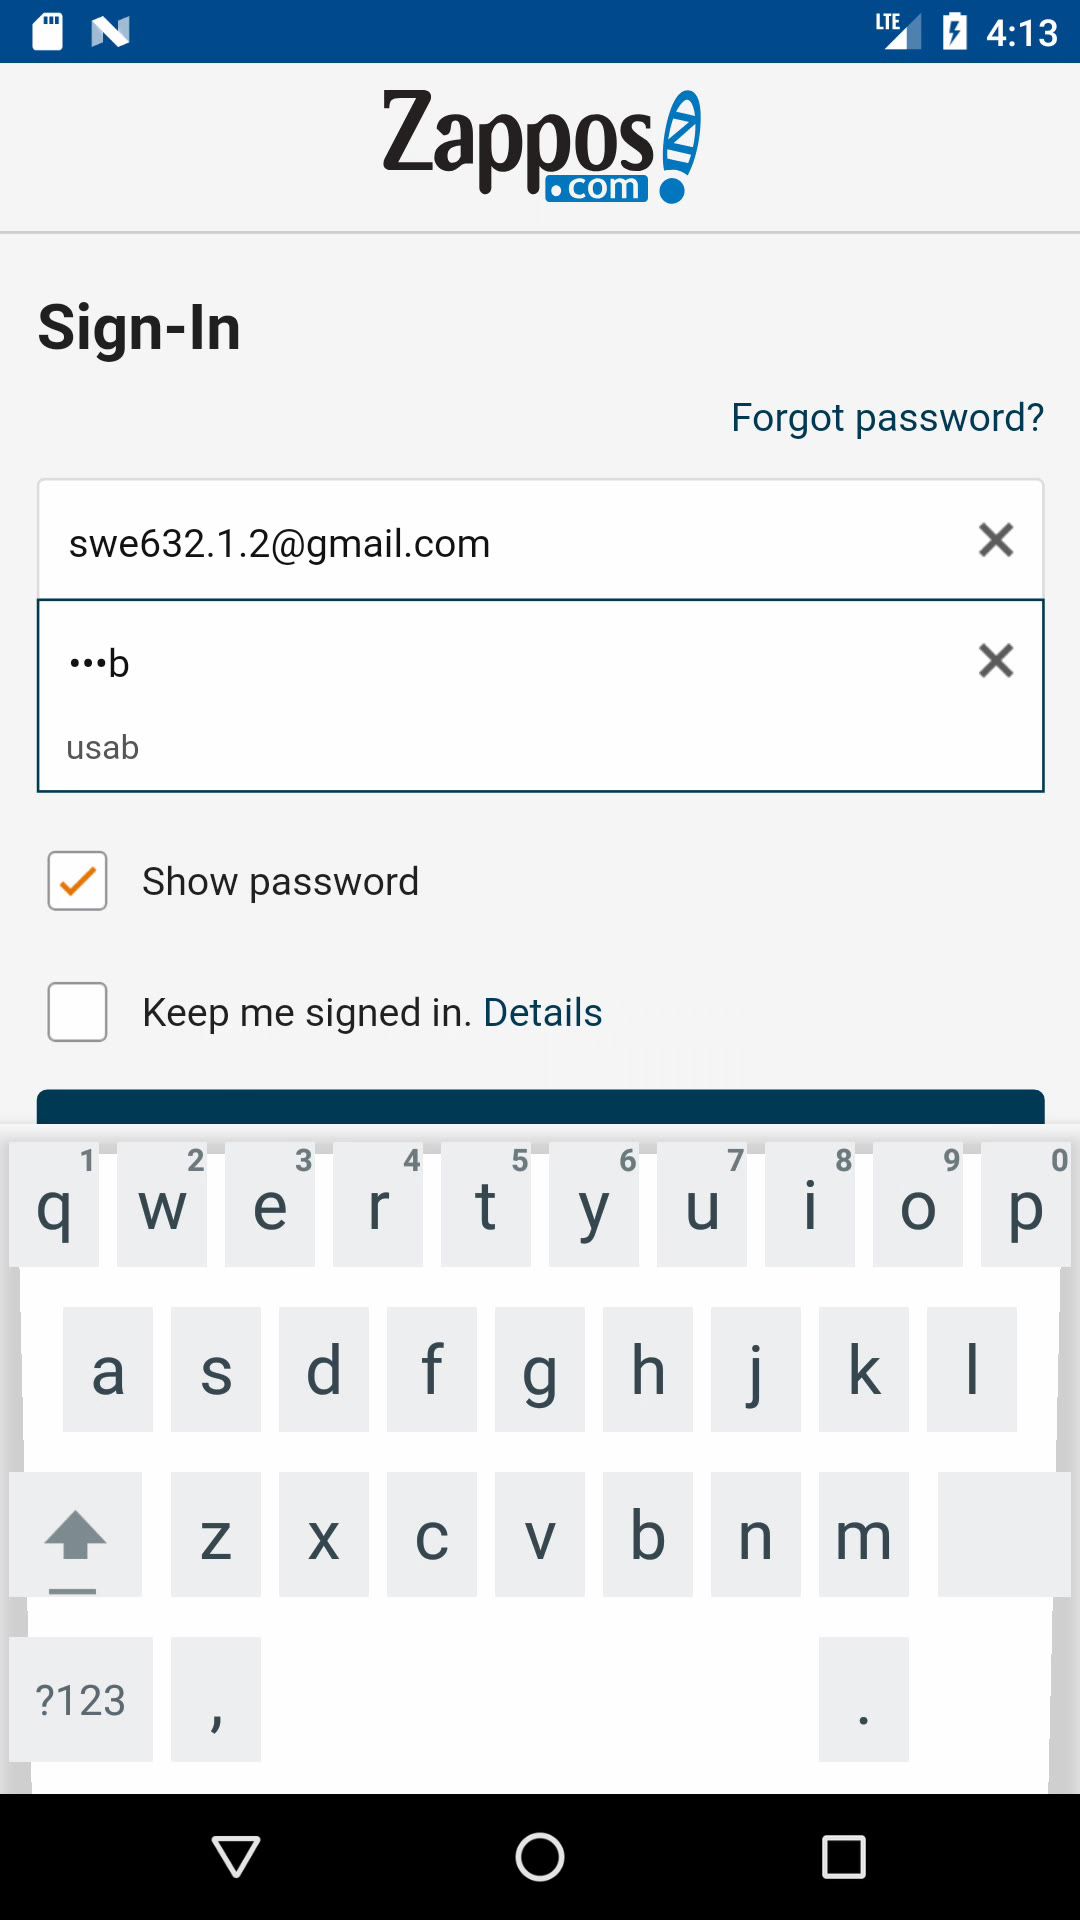 LTE 4:13
Zappos
.com
Sign-In
Forgot password?
swe632.1.2@gmail.com
•••b
usab
Show password
Keep me signed in. Details
1 2 3 4 5 6 7 8 9 0
q w e r t y u i o p
a s d f g h j k l
z x c v b n m
?123 , .